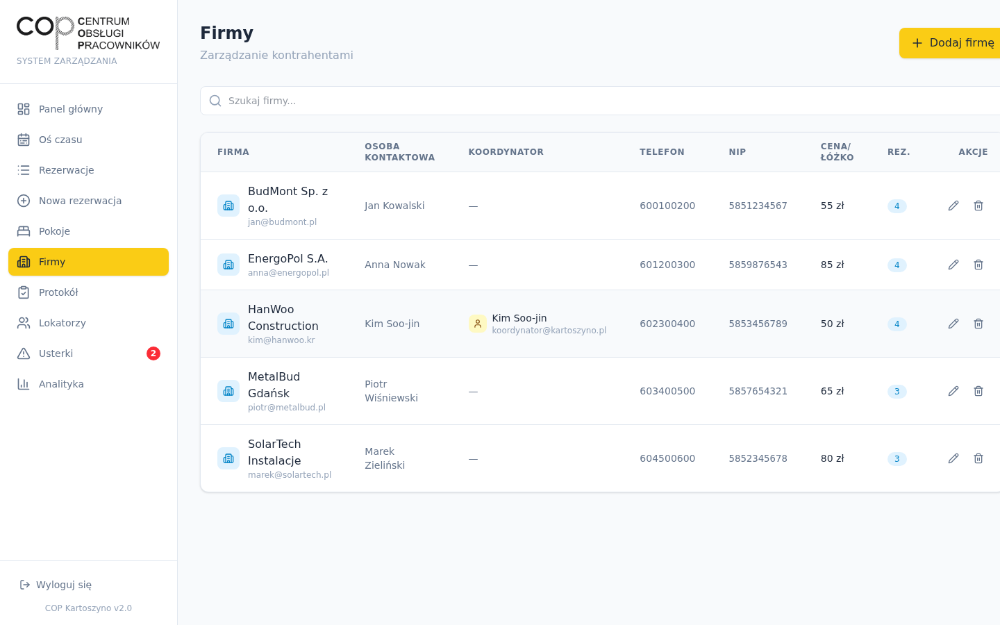 COP CENTRUM
OBSŁUGI
PRACOWNIKÓW
SYSTEM ZARZĄDZANIA
Panel główny
Oś czasu
Rezerwacje
Nowa rezerwacja
Pokoje
Firmy
Protokół
Lokatorzy
Usterki 2
Analityka
Wyloguj się
COP Kartoszyno v2.0
Firmy
Zarządzanie kontrahentami
Dodaj firmę
Szukaj firmy...
FIRMA OSOBA KONTAKTOWA KOORDYNATOR TELEFON NIP CENA/ŁÓŻKO REZ. AKCJE
BudMont Sp. z o.o.
jan@budmont.pl
Jan Kowalski — 600100200 5851234567 55 zł 4
EnergoPol S.A.
anna@energopol.pl
Anna Nowak — 601200300 5859876543 85 zł 4
HanWoo Construction
kim@hanwoo.kr
Kim Soo-jin
Kim Soo-jin
koordynator@kartoszyno.pl
602300400 5853456789 50 zł 4
MetalBud Gdańsk
piotr@metalbud.pl
Piotr Wiśniewski — 603400500 5857654321 65 zł 3
SolarTech Instalacje
marek@solartech.pl
Marek Zieliński — 604500600 5852345678 80 zł 3